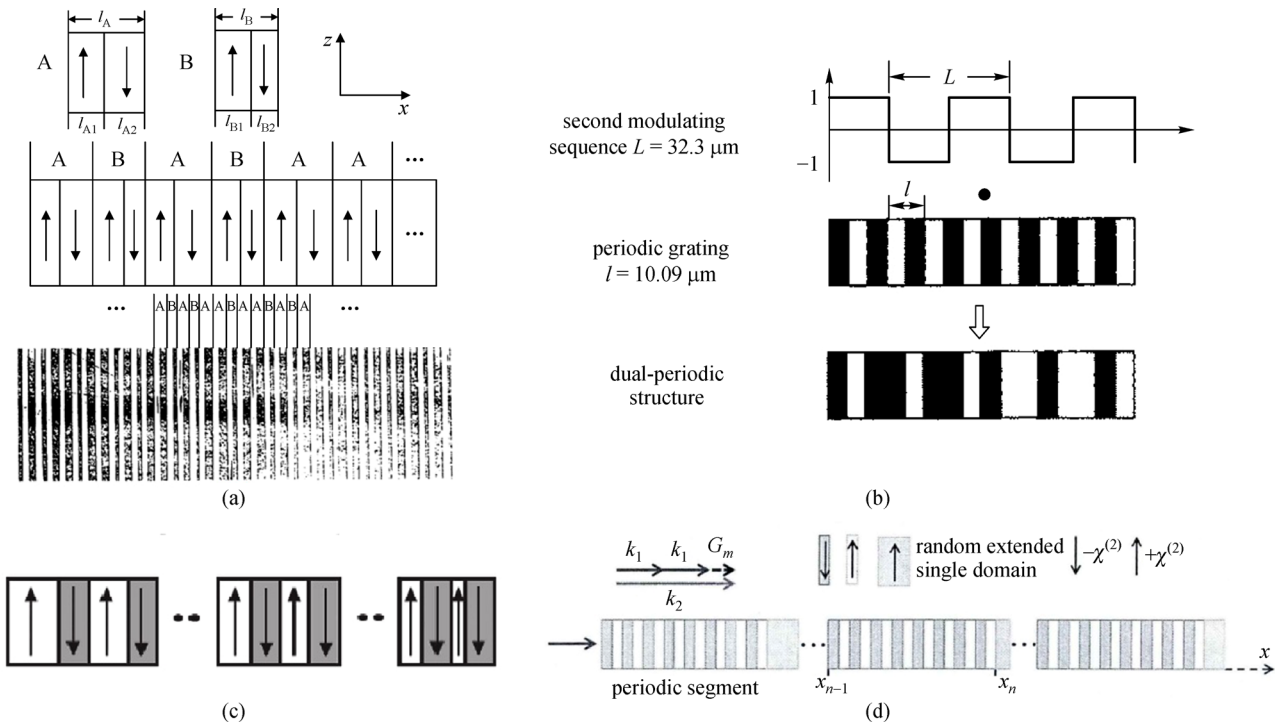 l_A
l_B
A
B
z
x
l_A1 l_A2
l_B1 l_B2
A B A B A A ...
...
... A B A B A A B A A B A B A ...
(a)
L
1
second modulating
sequence L = 32.3 μm
−1
l
periodic grating
l = 10.09 μm
dual-periodic
structure
(b)
(c)
k_1 k_1 G_m
k_2
random extended
single domain
−χ^(2) +χ^(2)
... ...
x
periodic segment
x_n−1 x_n
(d)